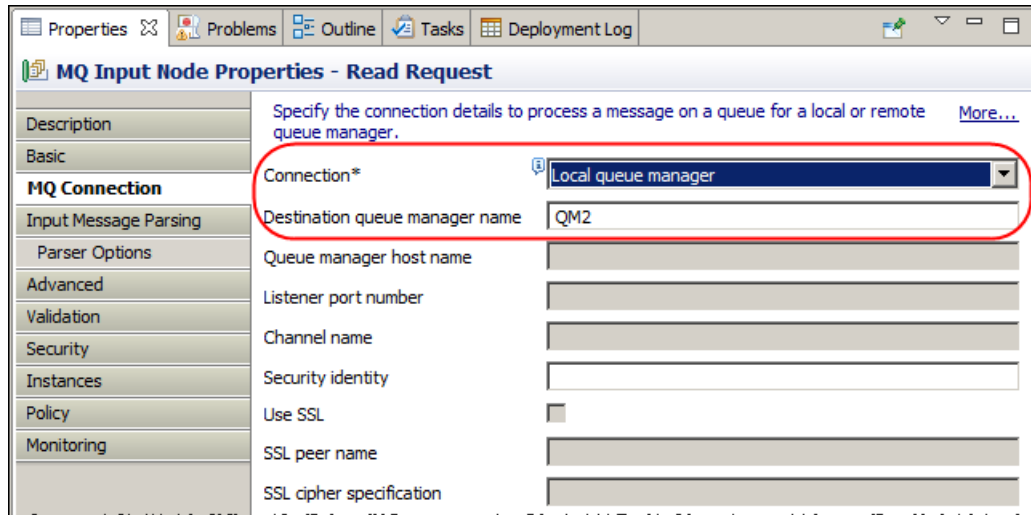 Properties Problems Outline Tasks Deployment Log
MQ Input Node Properties - Read Request
Description
Basic
MQ Connection
Input Message Parsing
Parser Options
Advanced
Validation
Security
Instances
Policy
Monitoring
Specify the connection details to process a message on a queue for a local or remote
queue manager.
More...
Connection* Local queue manager
Destination queue manager name QM2
Queue manager host name
Listener port number
Channel name
Security identity
Use SSL
SSL peer name
SSL cipher specification